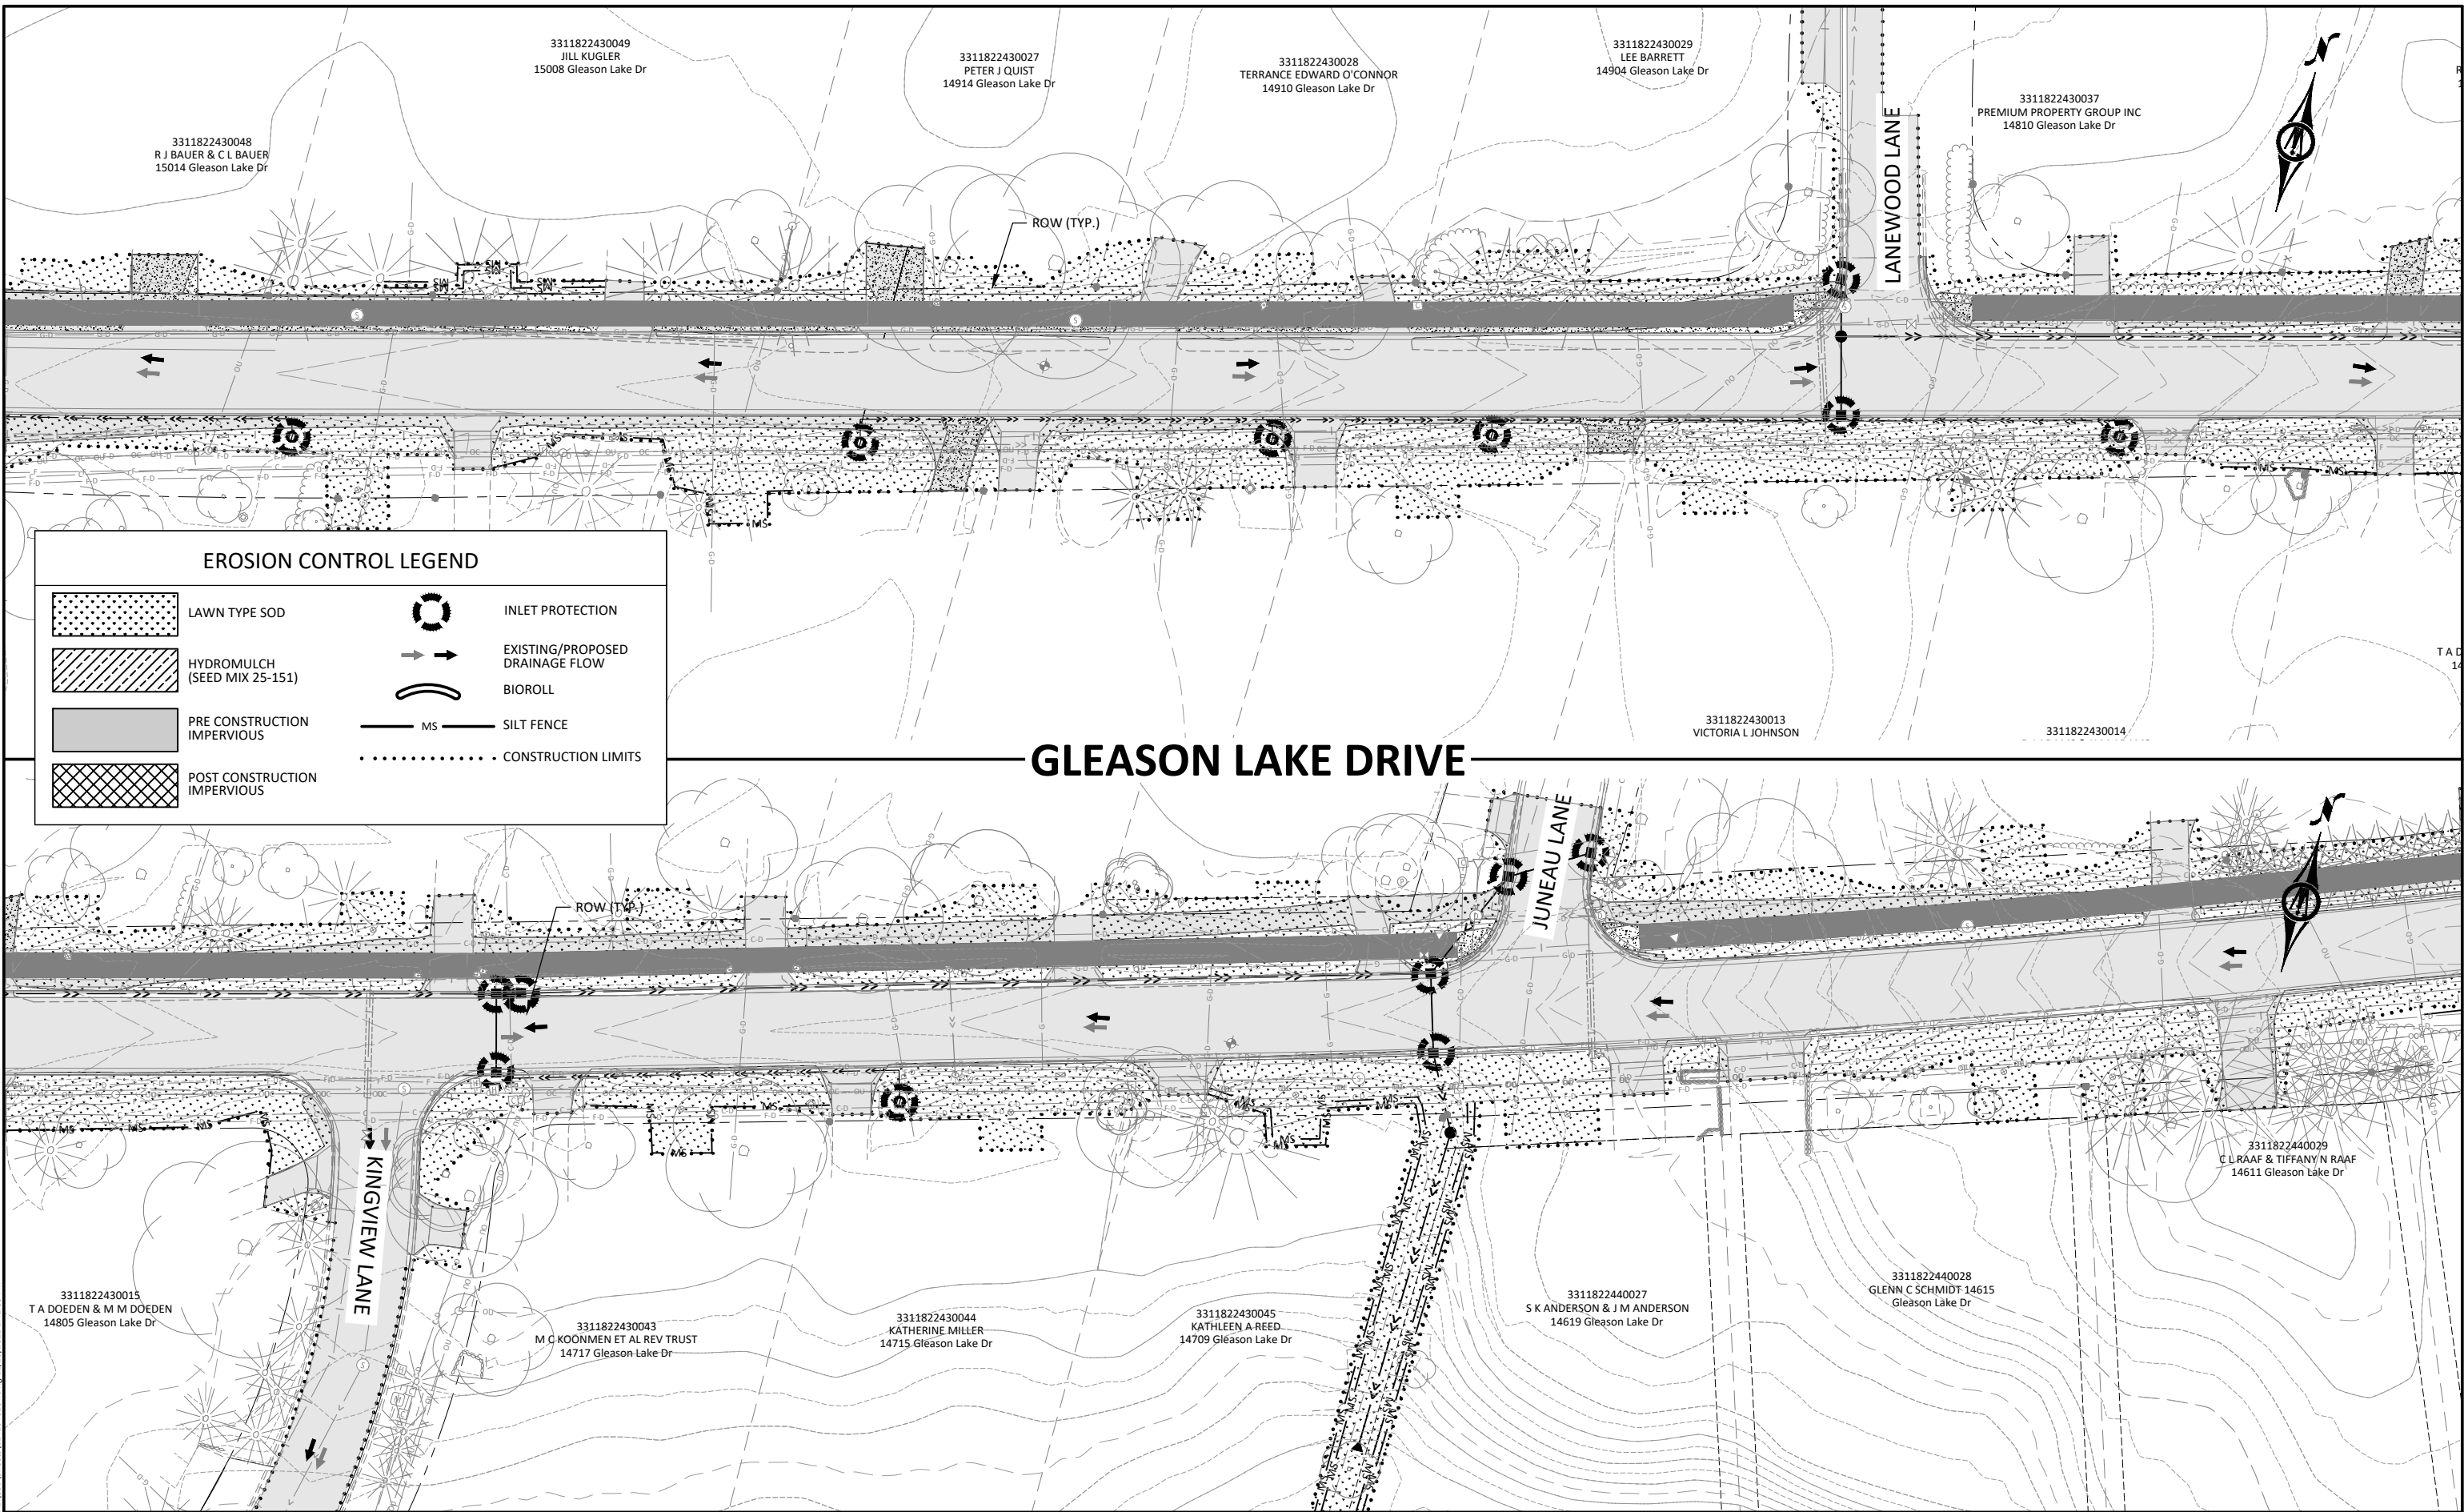 3311822430049
JILL KUGLER
15008 Gleason Lake Dr
3311822430027
PETER J QUIST
14914 Gleason Lake Dr
3311822430028
TERRANCE EDWARD O'CONNOR
14910 Gleason Lake Dr
3311822430029
LEE BARRETT
14904 Gleason Lake Dr
3311822430037
PREMIUM PROPERTY GROUP INC
14810 Gleason Lake Dr
3311822430048
R J BAUER & C L BAUER
15014 Gleason Lake Dr
N
LANEWOOD LANE
ROW (TYP.)
EROSION CONTROL LEGEND
LAWN TYPE SOD
HYDROMULCH
(SEED MIX 25-151)
PRE CONSTRUCTION
IMPERVIOUS
POST CONSTRUCTION
IMPERVIOUS
INLET PROTECTION
EXISTING/PROPOSED
DRAINAGE FLOW
BIOROLL
MS SILT FENCE
CONSTRUCTION LIMITS
T A D
14
3311822430013
VICTORIA L JOHNSON
3311822430014
GLEASON LAKE DRIVE
JUNEAU LANE
N
ROW (TYP.)
KINGVIEW LANE
3311822440029
C L RAAF & TIFFANY N RAAF
14611 Gleason Lake Dr
3311822430015
T A DOEDEN & M M DOEDEN
14805 Gleason Lake Dr
3311822430043
M C KOONMEN ET AL REV TRUST
14717 Gleason Lake Dr
3311822430044
KATHERINE MILLER
14715 Gleason Lake Dr
3311822430045
KATHLEEN A REED
14709 Gleason Lake Dr
3311822440027
S K ANDERSON & J M ANDERSON
14619 Gleason Lake Dr
3311822440028
GLENN C SCHMIDT 14615
Gleason Lake Dr